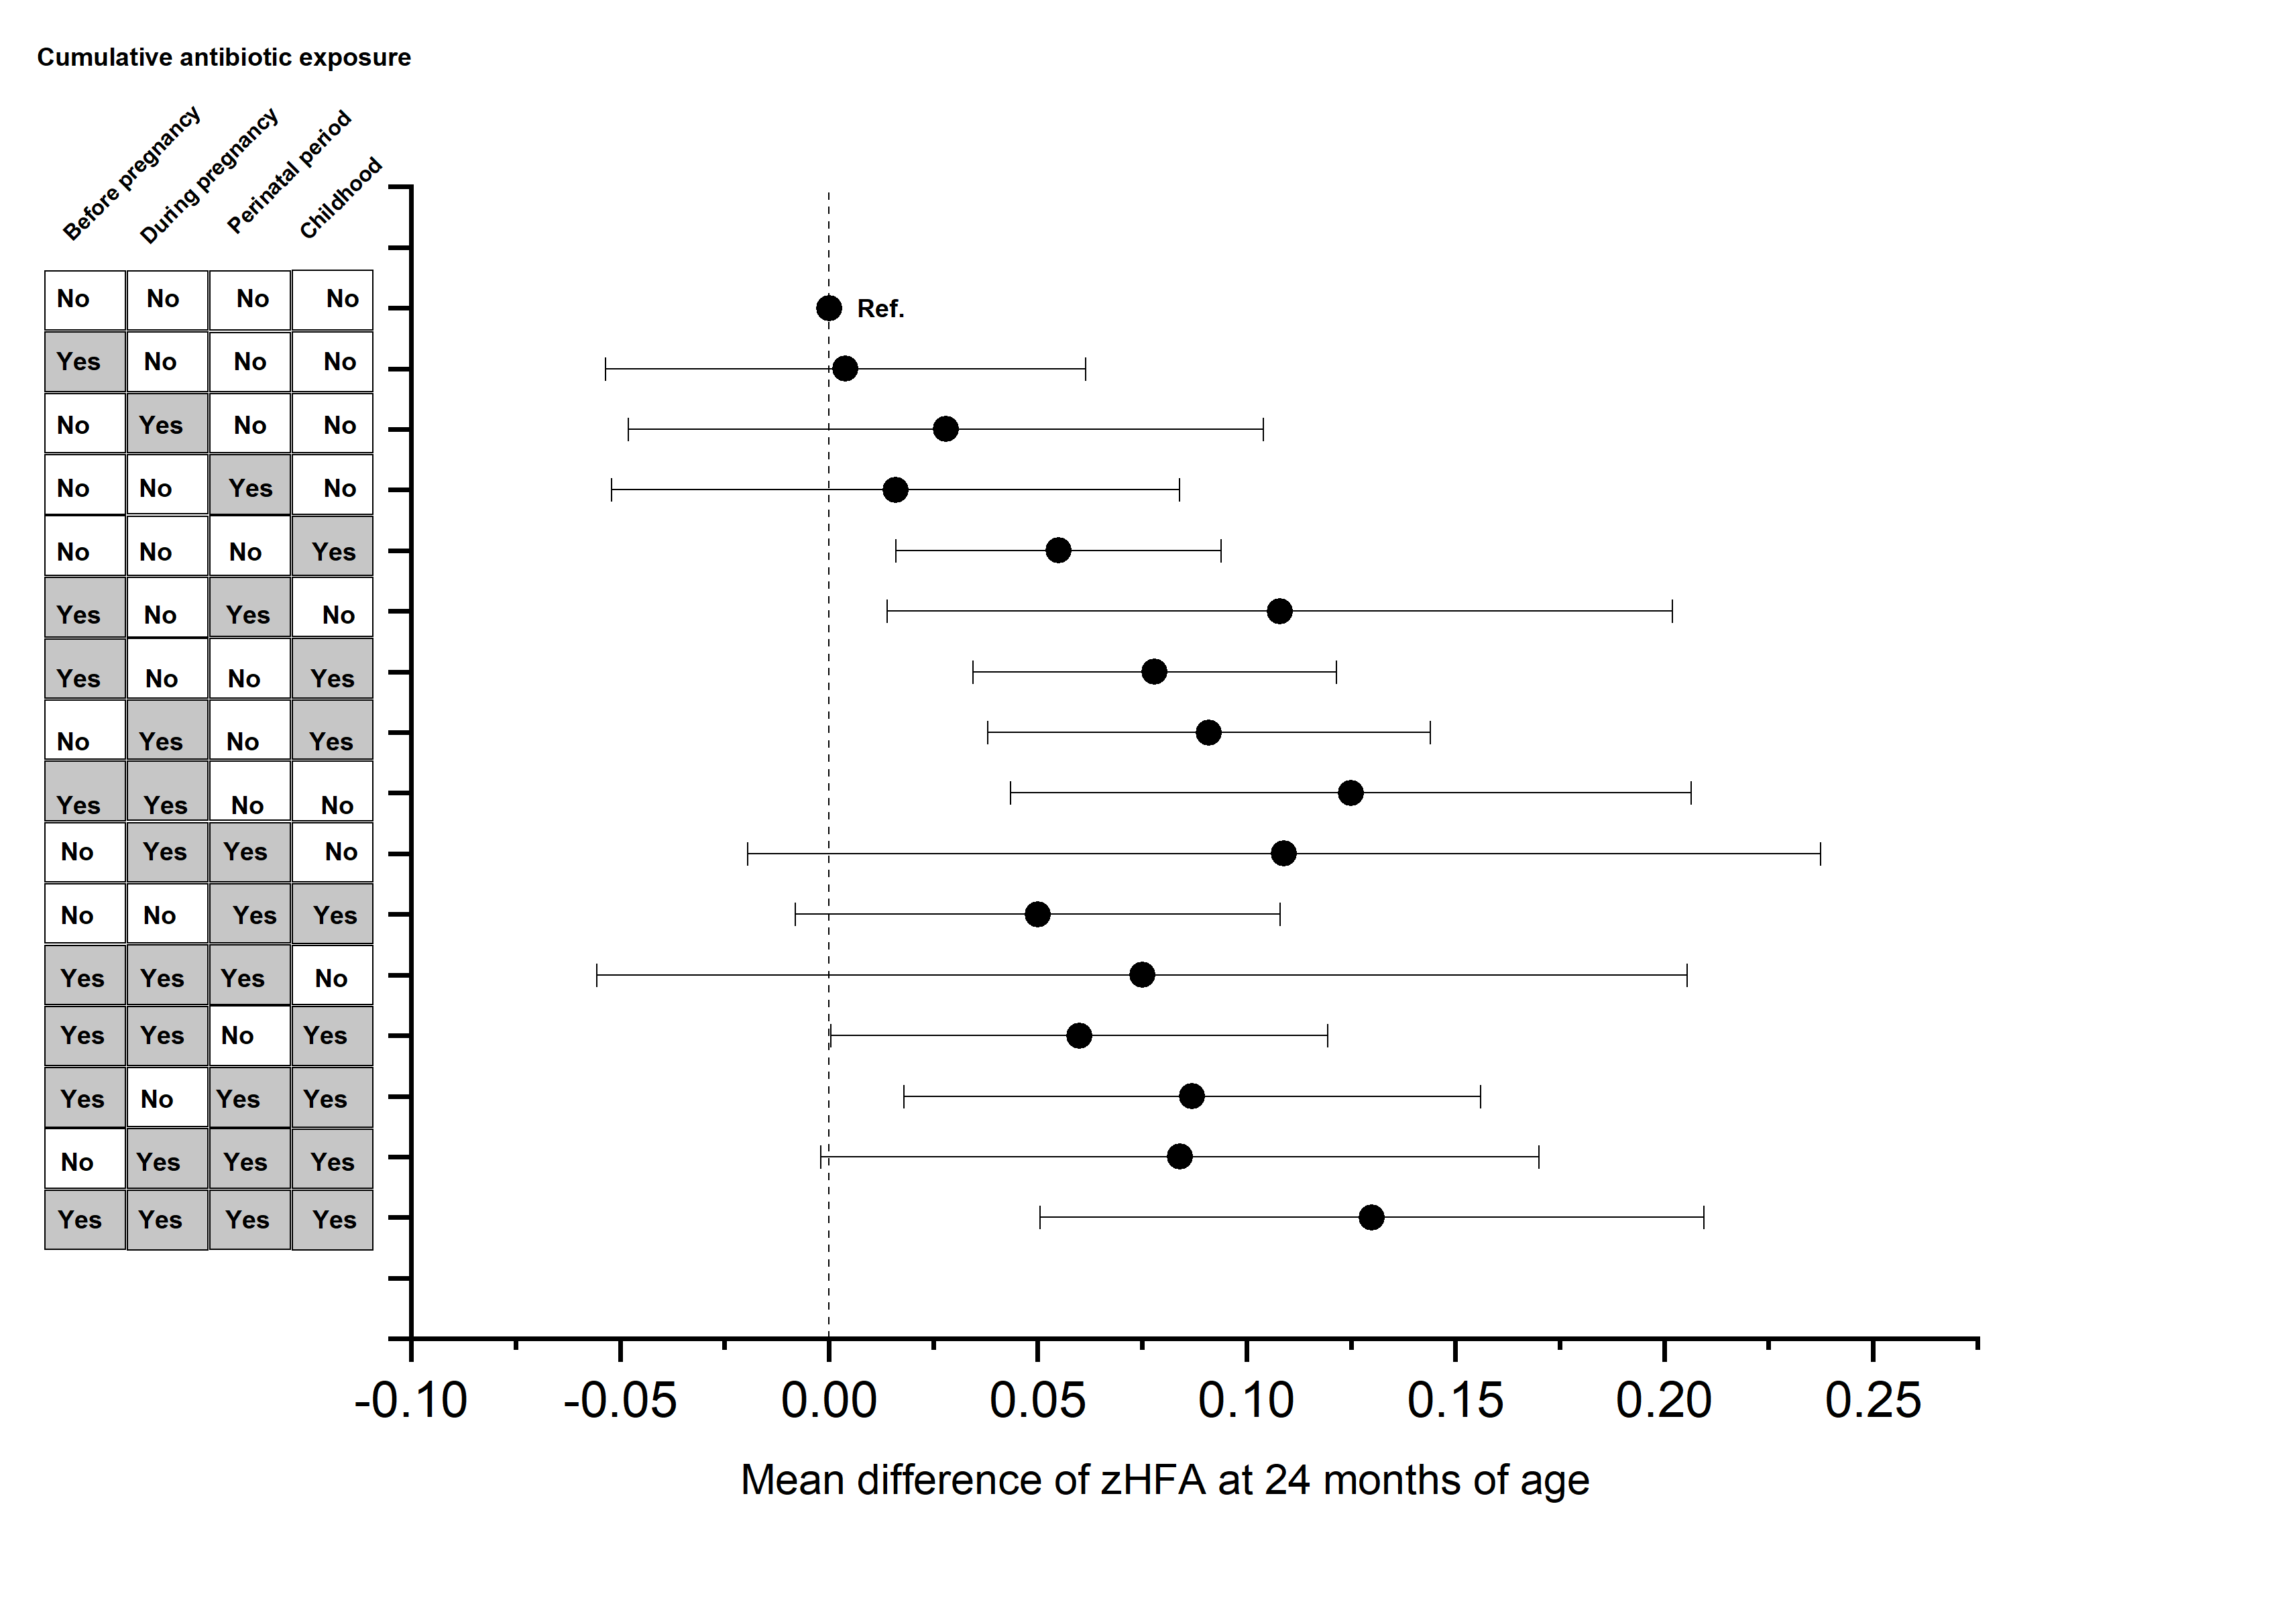 Cumulative antibiotic exposure
Before pregnancy
During pregnancy
Perinatal period
Childhood
No No No No
Ref.
Yes No No No
No Yes No No
No No Yes No
No No No Yes
Yes No Yes No
Yes No No Yes
No Yes No Yes
Yes Yes No No
No Yes Yes No
No No Yes Yes
Yes Yes Yes No
Yes Yes No Yes
Yes No Yes Yes
No Yes Yes Yes
Yes Yes Yes Yes
-0.10 -0.05 0.00 0.05 0.10 0.15 0.20 0.25
Mean difference of zHFA at 24 months of age